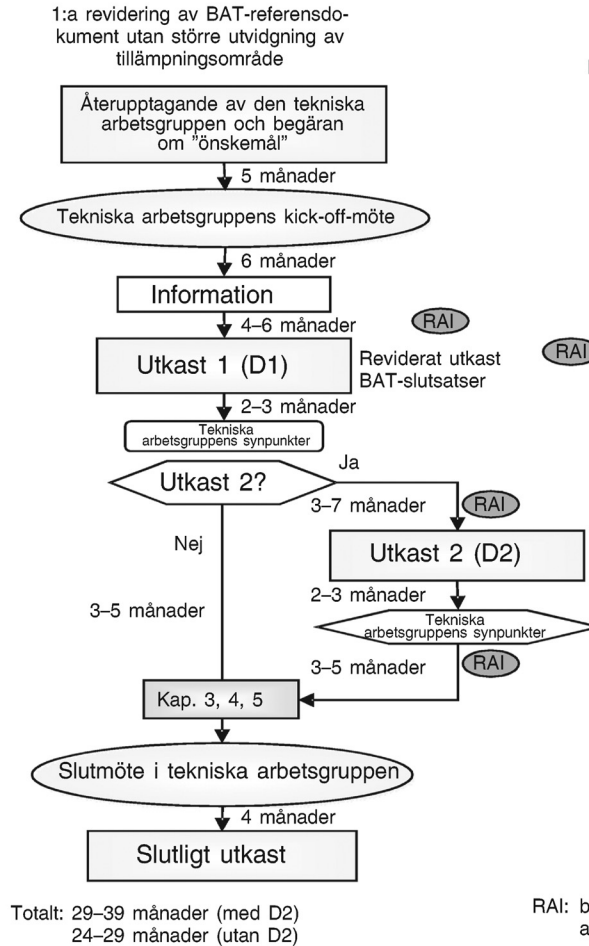 1:a revidering av BAT-referensdo-
kument utan större utvidgning av
tillämpningsområde
Återupptagande av den tekniska
arbetsgruppen och begäran
om ”önskemål”
5 månader
Tekniska arbetsgruppens kick-off-möte
6 månader
Information
4–6 månader
RAI
Utkast 1 (D1)
Reviderat utkast
BAT-slutsatser
RAI
2–3 månader
Tekniska
arbetsgruppens synpunkter
Utkast 2?
Ja
3–7 månader
RAI
Nej
Utkast 2 (D2)
2–3 månader
3–5 månader
Tekniska
arbetsgruppens synpunkter
3–5 månader
RAI
Kap. 3, 4, 5
Slutmöte i tekniska arbetsgruppen
4 månader
Slutligt utkast
Totalt: 29–39 månader (med D2)
24–29 månader (utan D2)
RAI: